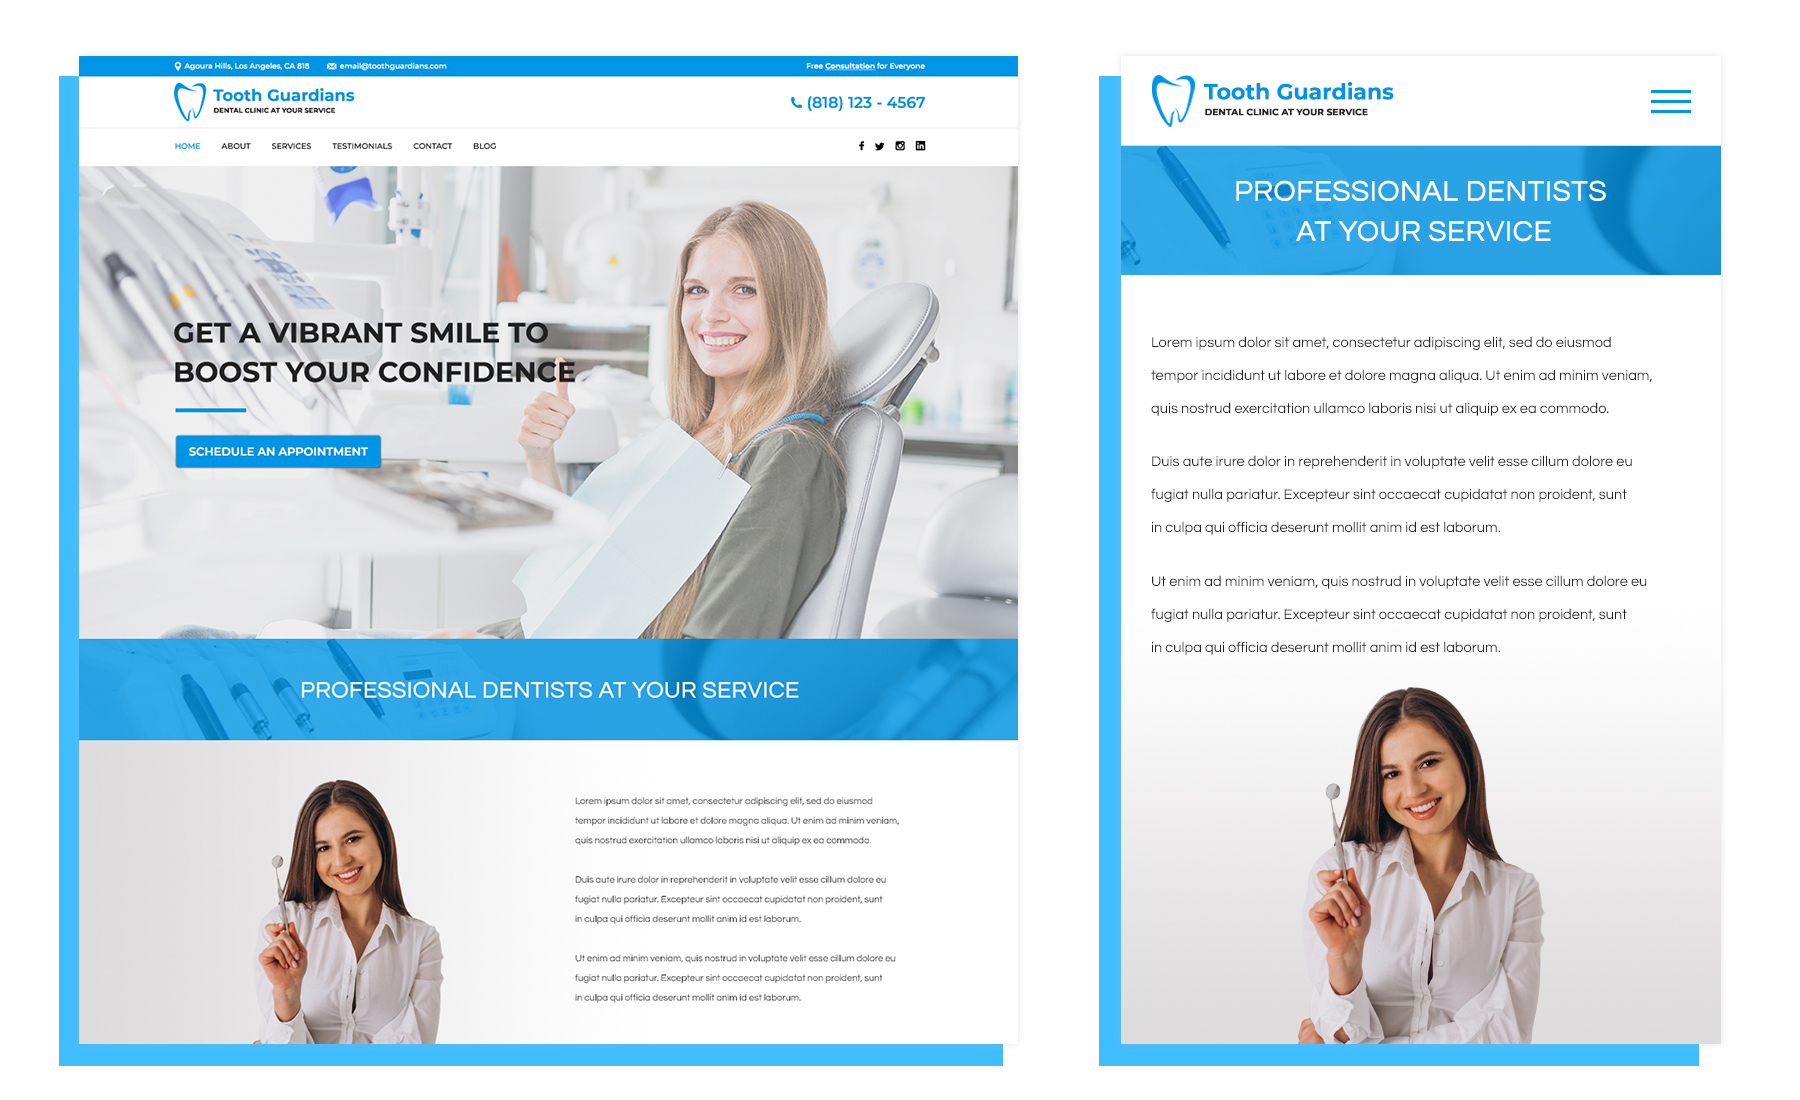 Agoura Hills, Los Angeles, CA 818
email@toothguardians.com
Free Consultation for Everyone
Tooth Guardians
DENTAL CLINIC AT YOUR SERVICE
(818) 123 - 4567
HOME ABOUT SERVICES TESTIMONIALS CONTACT BLOG
GET A VIBRANT SMILE TO
BOOST YOUR CONFIDENCE
SCHEDULE AN APPOINTMENT
PROFESSIONAL DENTISTS AT YOUR SERVICE
Lorem ipsum dolor sit amet, consectetur adipiscing elit, sed do eiusmod
tempor incididunt ut labore et dolore magna aliqua. Ut enim ad minim veniam,
quis nostrud exercitation ullamco laboris nisi ut aliquip ex ea commodo.
Duis aute irure dolor in reprehenderit in voluptate velit esse cillum dolore eu
fugiat nulla pariatur. Excepteur sint occaecat cupidatat non proident, sunt
in culpa qui officia deserunt mollit anim id est laborum.
Ut enim ad minim veniam, quis nostrud in voluptate velit esse cillum dolore eu
fugiat nulla pariatur. Excepteur sint occaecat cupidatat non proident, sunt
in culpa qui officia deserunt mollit anim id est laborum.
Tooth Guardians
DENTAL CLINIC AT YOUR SERVICE
PROFESSIONAL DENTISTS
AT YOUR SERVICE
Lorem ipsum dolor sit amet, consectetur adipiscing elit, sed do eiusmod
tempor incididunt ut labore et dolore magna aliqua. Ut enim ad minim veniam,
quis nostrud exercitation ullamco laboris nisi ut aliquip ex ea commodo.
Duis aute irure dolor in reprehenderit in voluptate velit esse cillum dolore eu
fugiat nulla pariatur. Excepteur sint occaecat cupidatat non proident, sunt
in culpa qui officia deserunt mollit anim id est laborum.
Ut enim ad minim veniam, quis nostrud in voluptate velit esse cillum dolore eu
fugiat nulla pariatur. Excepteur sint occaecat cupidatat non proident, sunt
in culpa qui officia deserunt mollit anim id est laborum.